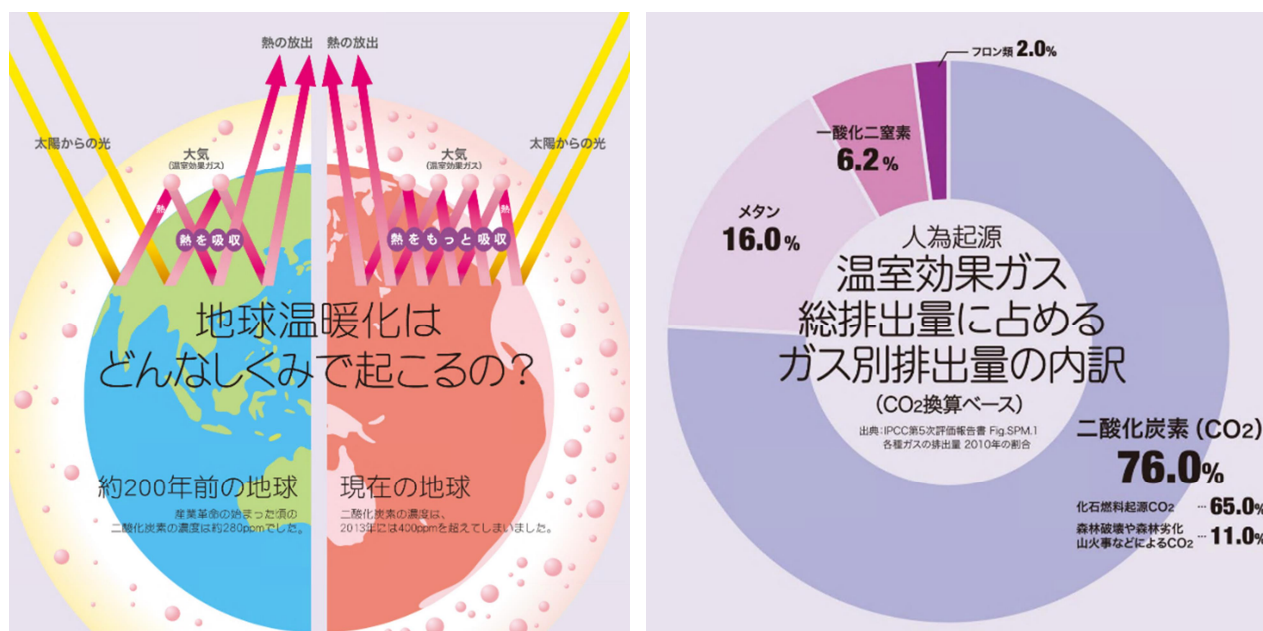 熱の放出
熱の放出
太陽からの光
大気
(温室効果ガス)
熱
熱を吸収
太陽からの光
大気
(温室効果ガス)
熱
熱をもっと吸収
地球温暖化は
どんなしくみで起こるの？
約200年前の地球
産業革命の始まった頃の
二酸化炭素の濃度は約280ppmでした。
現在の地球
二酸化炭素の濃度は、
2013年には400ppmを超えてしまいました。
フロン類 2.0%
一酸化二窒素
6.2%
メタン
16.0%
人為起源
温室効果ガス
総排出量に占める
ガス別排出量の内訳
(CO2換算ベース)
出典:IPCC第5次評価報告書 Fig.SPM.1
各種ガスの排出量 2010年の割合
二酸化炭素 (CO2)
76.0%
化石燃料起源CO2 … 65.0%
森林破壊や森林劣化
山火事などによるCO2 … 11.0%